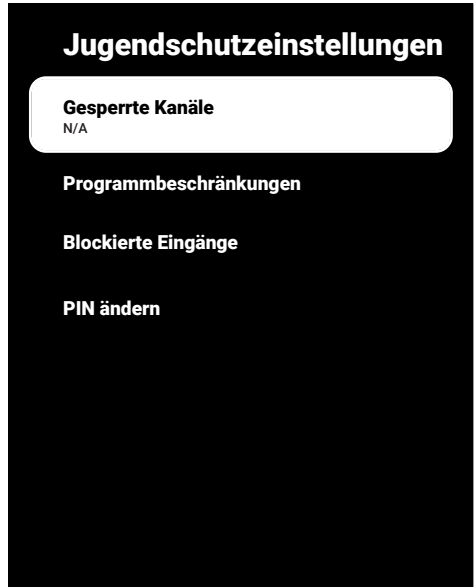 Jugendschutzeinstellungen
Gesperrte Kanäle
N/A
Programmbeschränkungen
Blockierte Eingänge
PIN ändern